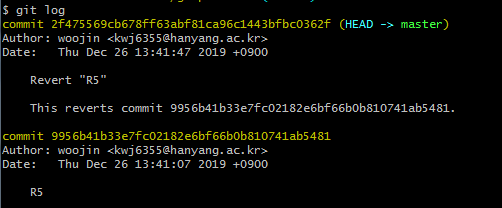 $ git log
commit 2f475569cb678ff63abf81ca96c1443bfbc0362f (HEAD -> master)
Author: woojin <kwj6355@hanyang.ac.kr>
Date:   Thu Dec 26 13:41:47 2019 +0900
Revert "R5"
This reverts commit 9956b41b33e7fc02182e6bf66b0b810741ab5481.
commit 9956b41b33e7fc02182e6bf66b0b810741ab5481
Author: woojin <kwj6355@hanyang.ac.kr>
Date:   Thu Dec 26 13:41:07 2019 +0900
R5